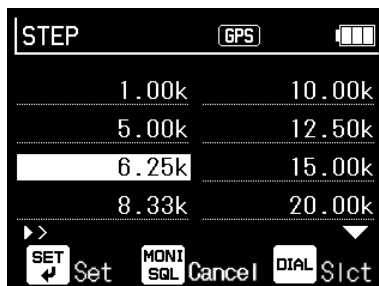 STEP GPS
1.00k 10.00k
5.00k 12.50k
6.25k 15.00k
8.33k 20.00k
SET Set MONI SQL Cancel DIAL Slct